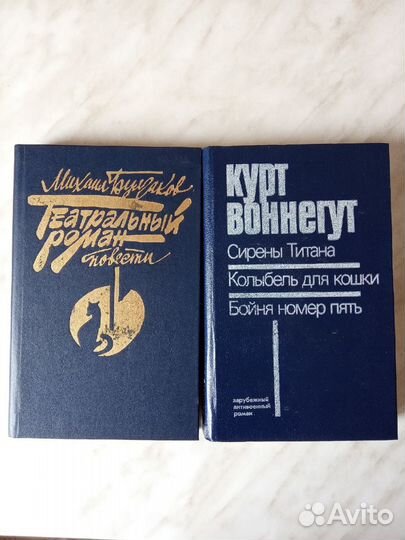 Михаил Булгаков
Театральный
роман
повести
КУРТ
ВОННЕГУТ
Сирены Титана
Колыбель для кошки
Бойня номер пять
зарубежный
антивоенный
роман
Avito